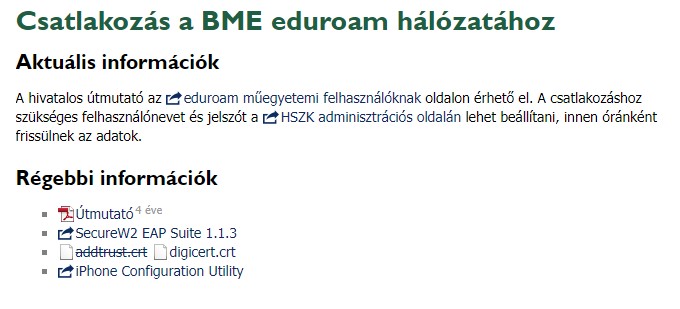 Csatlakozás a BME eduroam hálózatához
Aktuális információk
A hivatalos útmutató az eduroam műegyetemi felhasználóknak oldalon érhető el. A csatlakozáshoz
szükséges felhasználónevet és jelszót a HSZK adminisztrációs oldalán lehet beállítani, innen óránként
frissülnek az adatok.
Régebbi információk
Útmutató 4 éve
SecureW2 EAP Suite 1.1.3
addtrust.crt digicert.crt
iPhone Configuration Utility